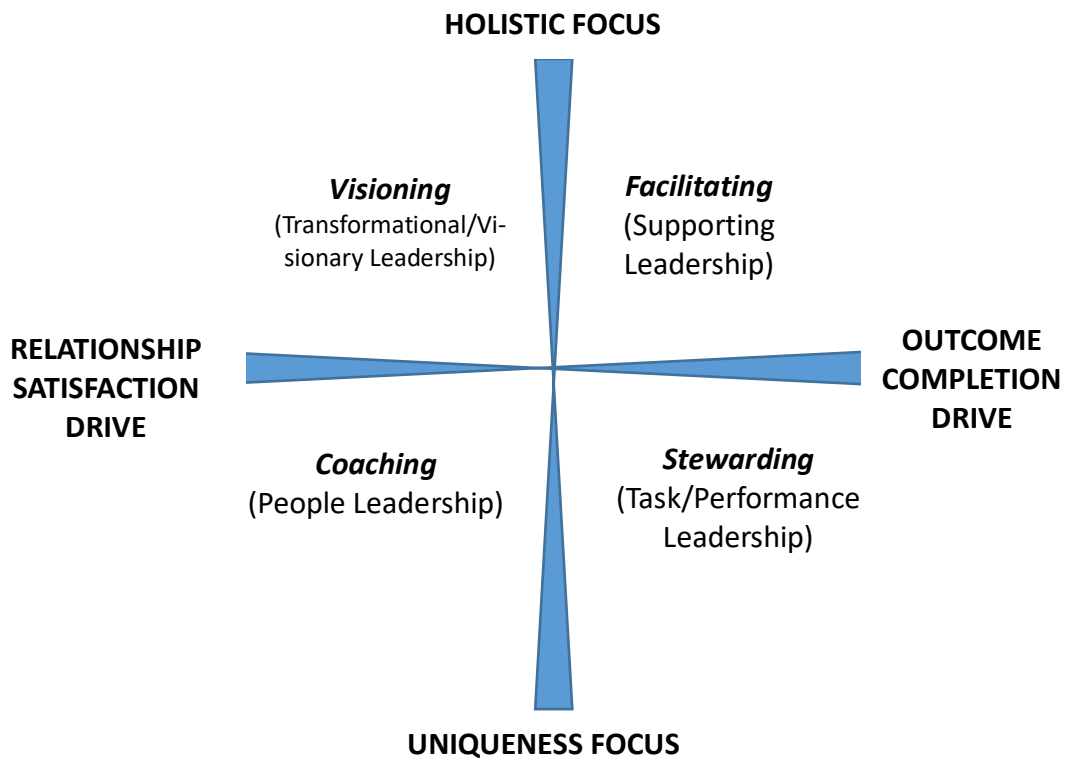 HOLISTIC FOCUS
Visioning
(Transformational/Vi-
sionary Leadership)
Facilitating
(Supporting
Leadership)
RELATIONSHIP
SATISFACTION
DRIVE
OUTCOME
COMPLETION
DRIVE
Coaching
(People Leadership)
Stewarding
(Task/Performance
Leadership)
UNIQUENESS FOCUS